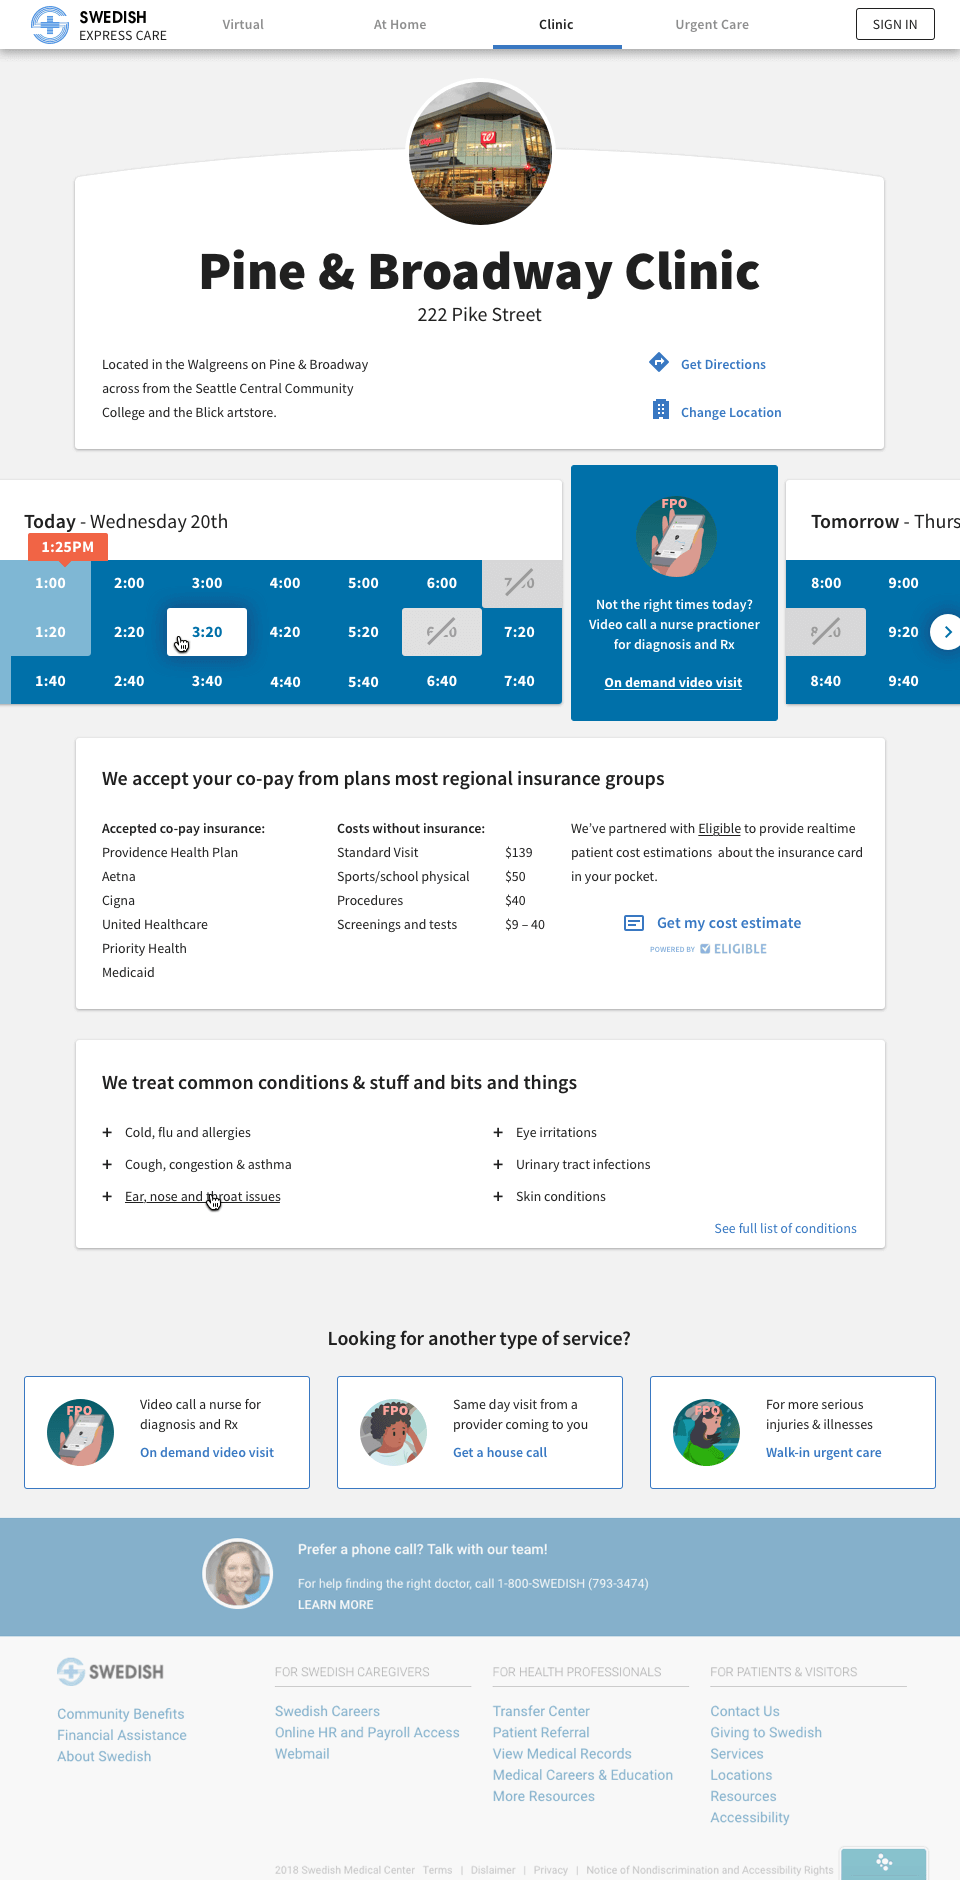 SWEDISH
EXPRESS CARE
Virtual
At Home
Clinic
Urgent Care
SIGN IN
Pine & Broadway Clinic
222 Pike Street
Located in the Walgreens on Pine & Broadway
across from the Seattle Central Community
College and the Blick artstore.
Get Directions
Change Location
Today - Wednesday 20th
1:25PM
1:00 2:00 3:00 4:00 5:00 6:00
1:20 2:20 3:20 4:20 5:20 7:20
1:40 2:40 3:40 4:40 5:40 6:40 7:40
FPO
Not the right times today?
Video call a nurse practioner
for diagnosis and Rx
On demand video visit
Tomorrow - Thurs
8:00 9:00
9:20
8:40 9:40
We accept your co-pay from plans most regional insurance groups
Accepted co-pay insurance:
Providence Health Plan
Aetna
Cigna
United Healthcare
Priority Health
Medicaid
Costs without insurance:
Standard Visit $139
Sports/school physical $50
Procedures $40
Screenings and tests $9 – 40
We've partnered with Eligible to provide realtime
patient cost estimations about the insurance card
in your pocket.
Get my cost estimate
POWERED BY ELIGIBLE
We treat common conditions & stuff and bits and things
+ Cold, flu and allergies
+ Cough, congestion & asthma
+ Ear, nose and throat issues
+ Eye irritations
+ Urinary tract infections
+ Skin conditions
See full list of conditions
Looking for another type of service?
FPO
Video call a nurse for
diagnosis and Rx
On demand video visit
FPO
Same day visit from a
provider coming to you
Get a house call
FPO
For more serious
injuries & illnesses
Walk-in urgent care
Prefer a phone call? Talk with our team!
For help finding the right doctor, call 1-800-SWEDISH (793-3474)
LEARN MORE
SWEDISH
Community Benefits
Financial Assistance
About Swedish
FOR SWEDISH CAREGIVERS
Swedish Careers
Online HR and Payroll Access
Webmail
FOR HEALTH PROFESSIONALS
Transfer Center
Patient Referral
View Medical Records
Medical Careers & Education
More Resources
FOR PATIENTS & VISITORS
Contact Us
Giving to Swedish
Services
Locations
Resources
Accessibility
2018 Swedish Medical Center Terms | Dislaimer | Privacy | Notice of Nondiscrimination and Accessibility Rights